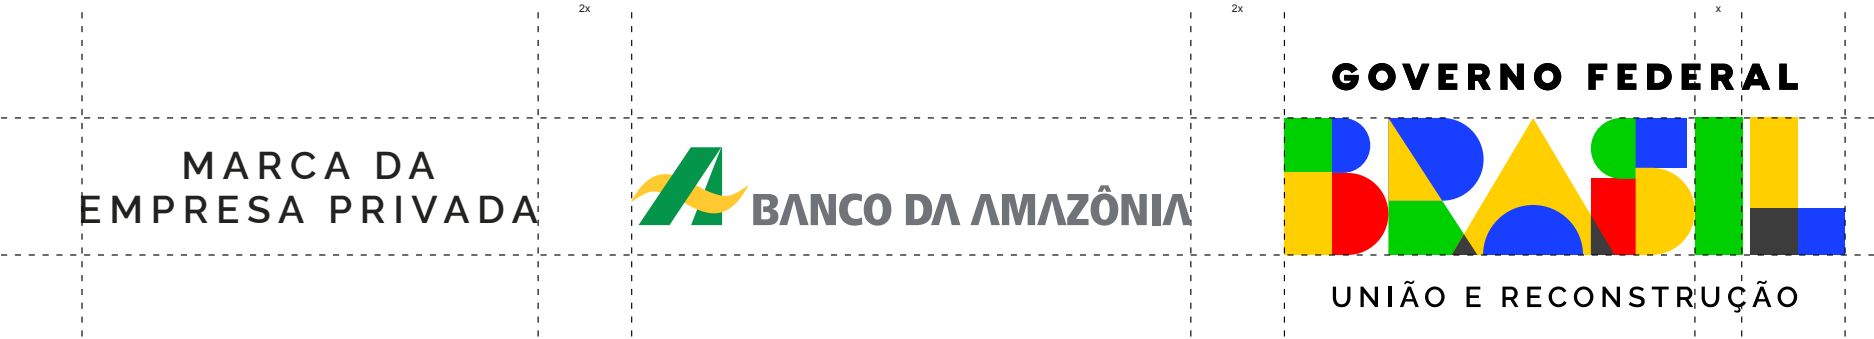 2x
2x
x
MARCA DA
EMPRESA PRIVADA
BANCO DA AMAZÔNIA
GOVERNO FEDERAL
BRASIL
UNIÃO E RECONSTRUÇÃO